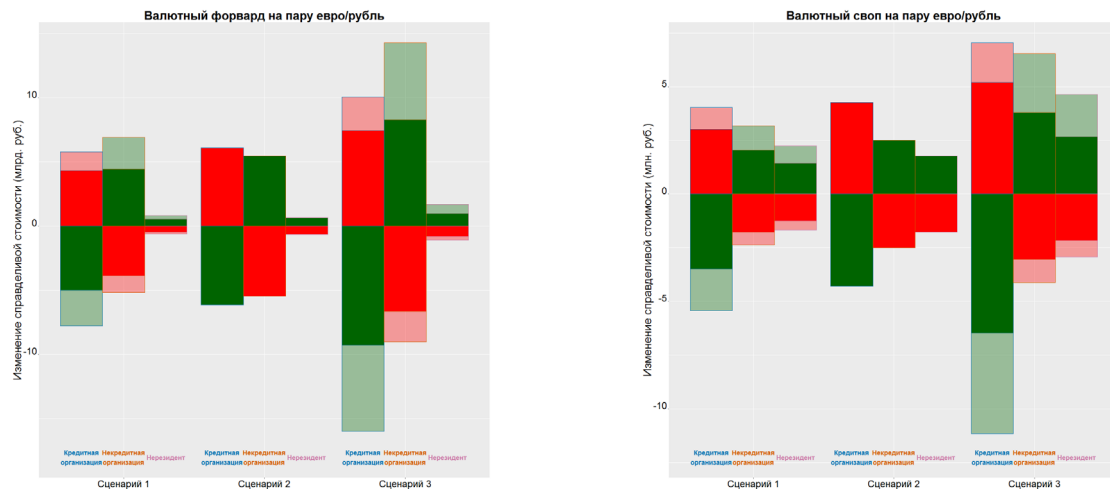 Валютный форвард на пару евро/рубль
Изменение справделивой стоимости (млрд. руб.)
10
0
-10
Кредитная организация
Некредитная организация
Нерезидент
Кредитная организация
Некредитная организация
Нерезидент
Кредитная организация
Некредитная организация
Нерезидент
Сценарий 1
Сценарий 2
Сценарий 3
Валютный своп на пару евро/рубль
Изменение справделивой стоимости (млн. руб.)
5
0
-5
-10
Кредитная организация
Некредитная организация
Нерезидент
Кредитная организация
Некредитная организация
Нерезидент
Кредитная организация
Некредитная организация
Нерезидент
Сценарий 1
Сценарий 2
Сценарий 3